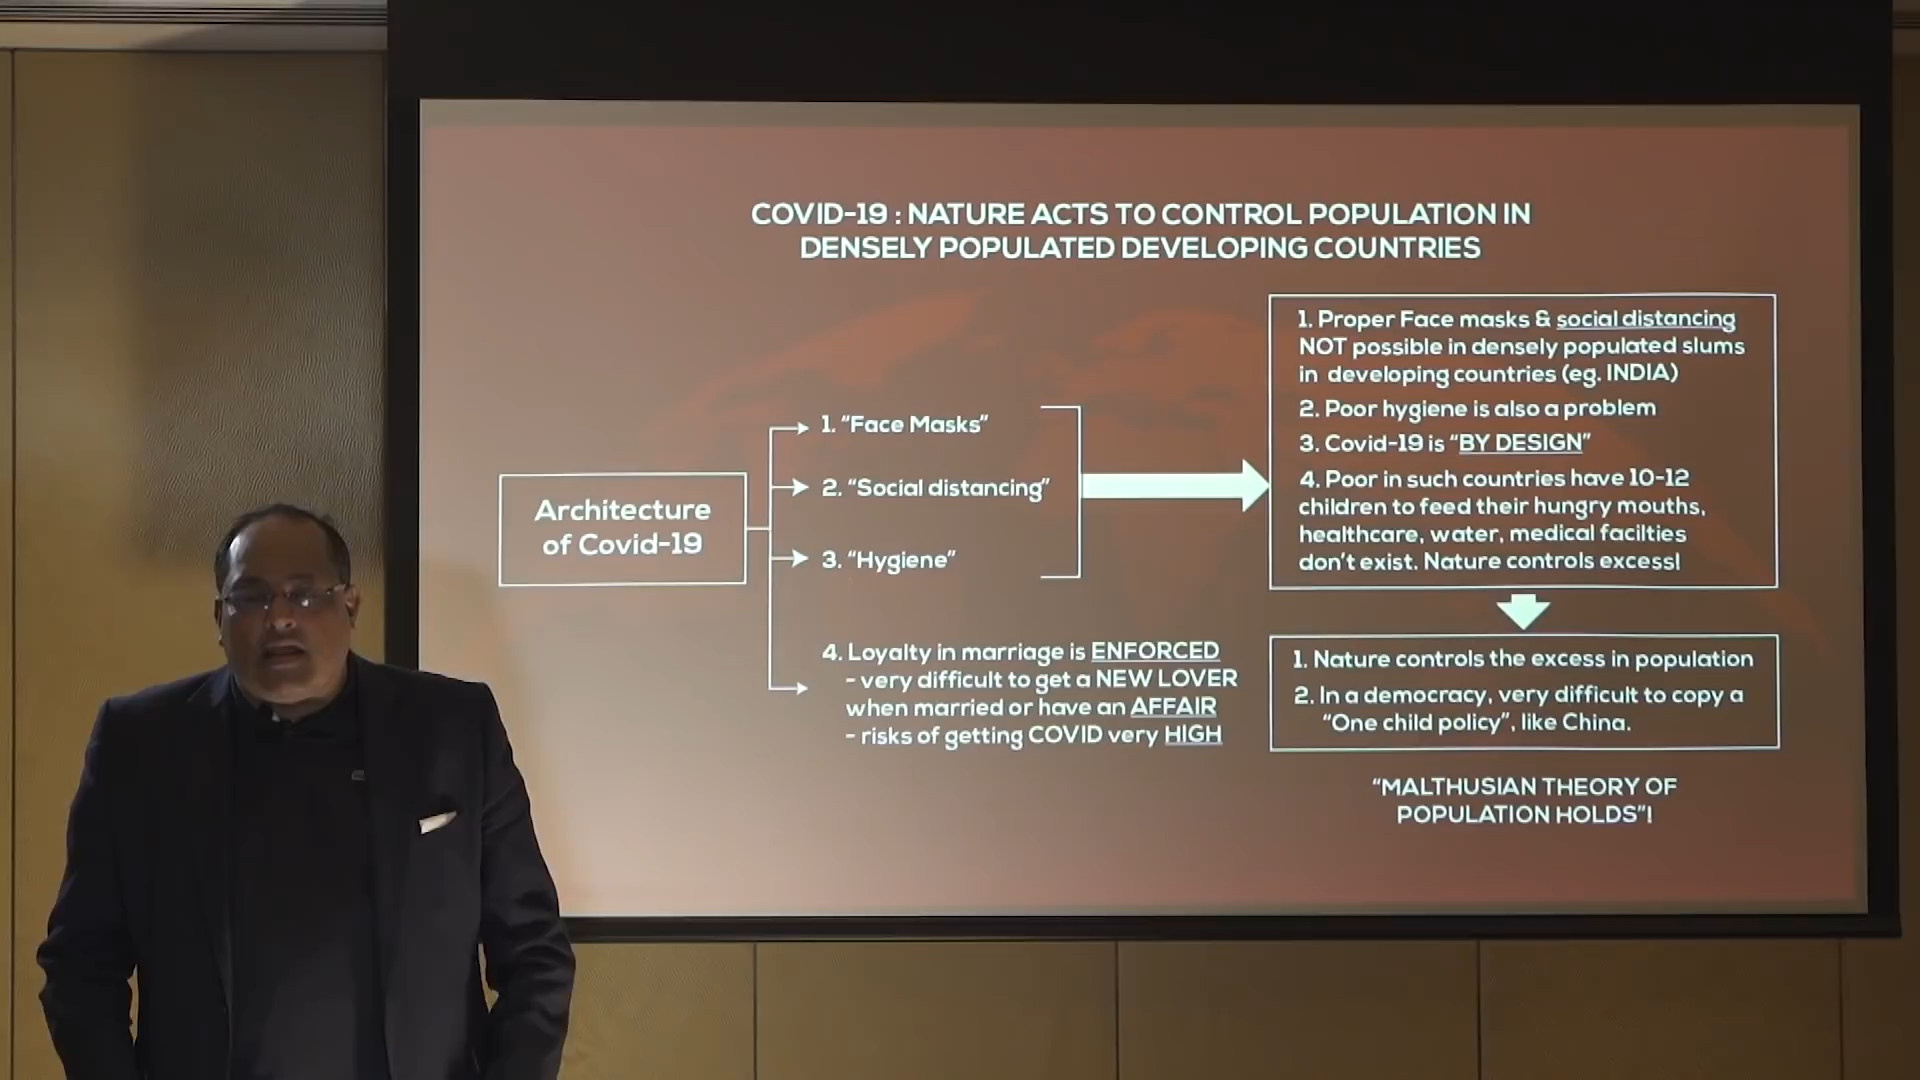 COVID-19 : NATURE ACTS TO CONTROL POPULATION IN
DENSELY POPULATED DEVELOPING COUNTRIES
Architecture
of Covid-19
1. "Face Masks"
2. "Social distancing"
3. "Hygiene"
4. Loyalty in marriage is ENFORCED
- very difficult to get a NEW LOVER
when married or have an AFFAIR
- risks of getting COVID very HIGH
1. Proper Face masks & social distancing
NOT possible in densely populated slums
in developing countries (eg. INDIA)
2. Poor hygiene is also a problem
3. Covid-19 is "BY DESIGN"
4. Poor in such countries have 10-12
children to feed their hungry mouths,
healthcare, water, medical facilties
don't exist. Nature controls excess!
1. Nature controls the excess in population
2. In a democracy, very difficult to copy a
"One child policy", like China.
"MALTHUSIAN THEORY OF
POPULATION HOLDS"!